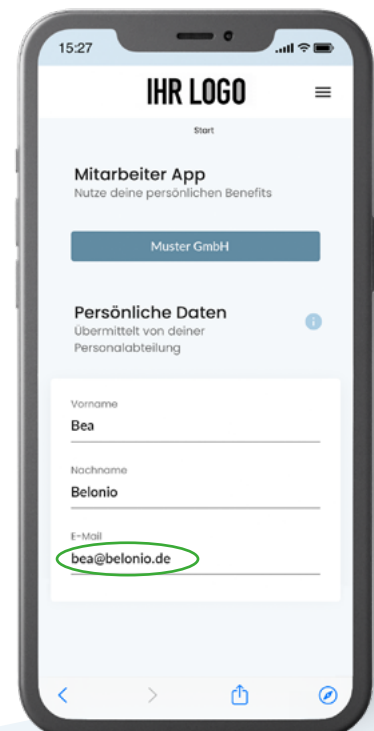 15:27
IHR LOGO
Start
Mitarbeiter App
Nutze deine persönlichen Benefits
Muster GmbH
Persönliche Daten
Übermittelt von deiner
Personalabteilung
Vorname
Bea
Nachname
Belonio
E-Mail
bea@belonio.de